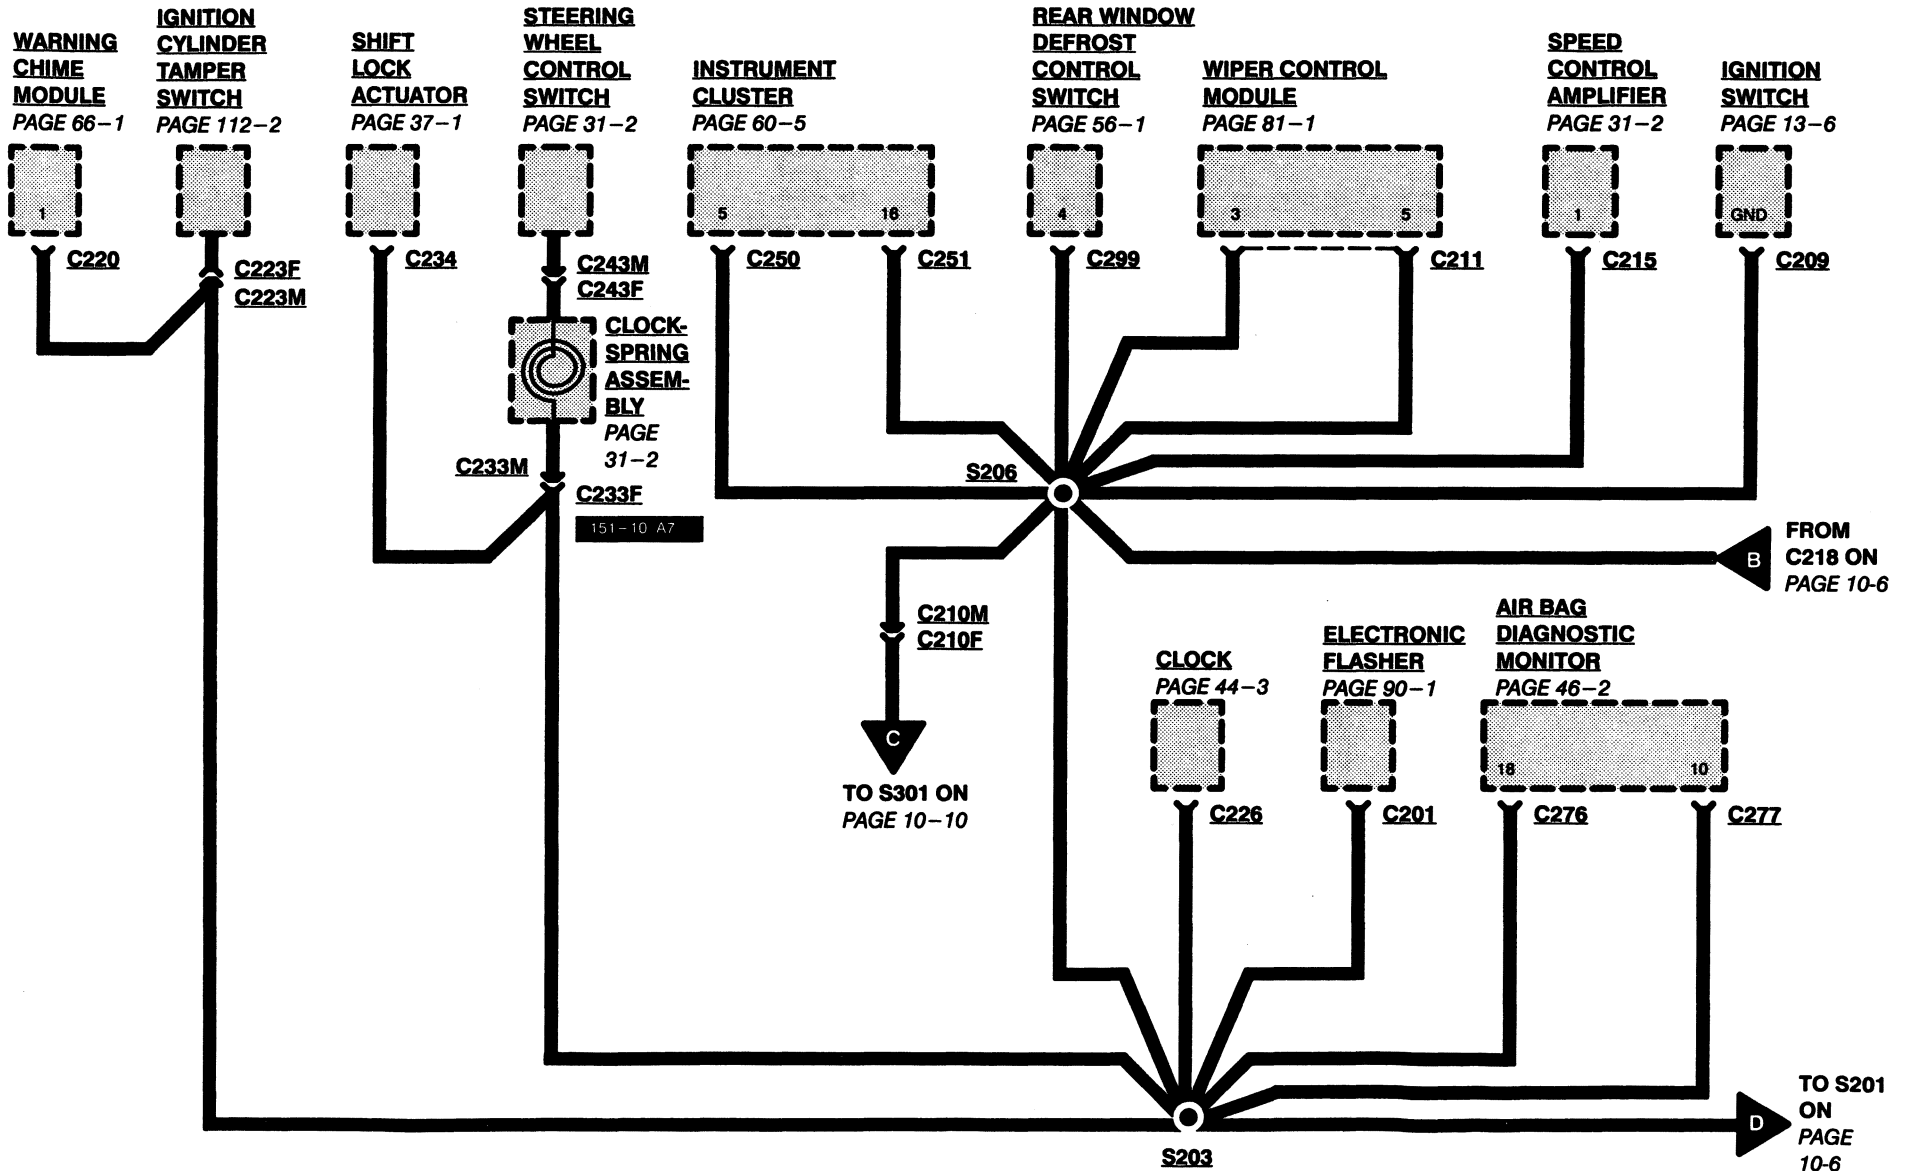 WARNING
CHIME
MODULE
PAGE 66-1
1
C220
IGNITION
CYLINDER
TAMPER
SWITCH
PAGE 112-2
C223F
C223M
SHIFT
LOCK
ACTUATOR
PAGE 37-1
C234
STEERING
WHEEL
CONTROL
SWITCH
PAGE 31-2
C243M
C243F
CLOCK-
SPRING
ASSEM-
BLY
PAGE
31-2
C233M
C233F
151-10 A7
INSTRUMENT
CLUSTER
PAGE 60-5
5
16
C250
C251
REAR WINDOW
DEFROST
CONTROL
SWITCH
PAGE 56-1
4
C299
WIPER CONTROL
MODULE
PAGE 81-1
3
5
C211
SPEED
CONTROL
AMPLIFIER
PAGE 31-2
1
C215
IGNITION
SWITCH
PAGE 13-6
GND
C209
S206
B
FROM
C218 ON
PAGE 10-6
C210M
C210F
C
TO S301 ON
PAGE 10-10
CLOCK
PAGE 44-3
C226
ELECTRONIC
FLASHER
PAGE 90-1
C201
AIR BAG
DIAGNOSTIC
MONITOR
PAGE 46-2
18
10
C276
C277
S203
D
TO S201
ON
PAGE
10-6